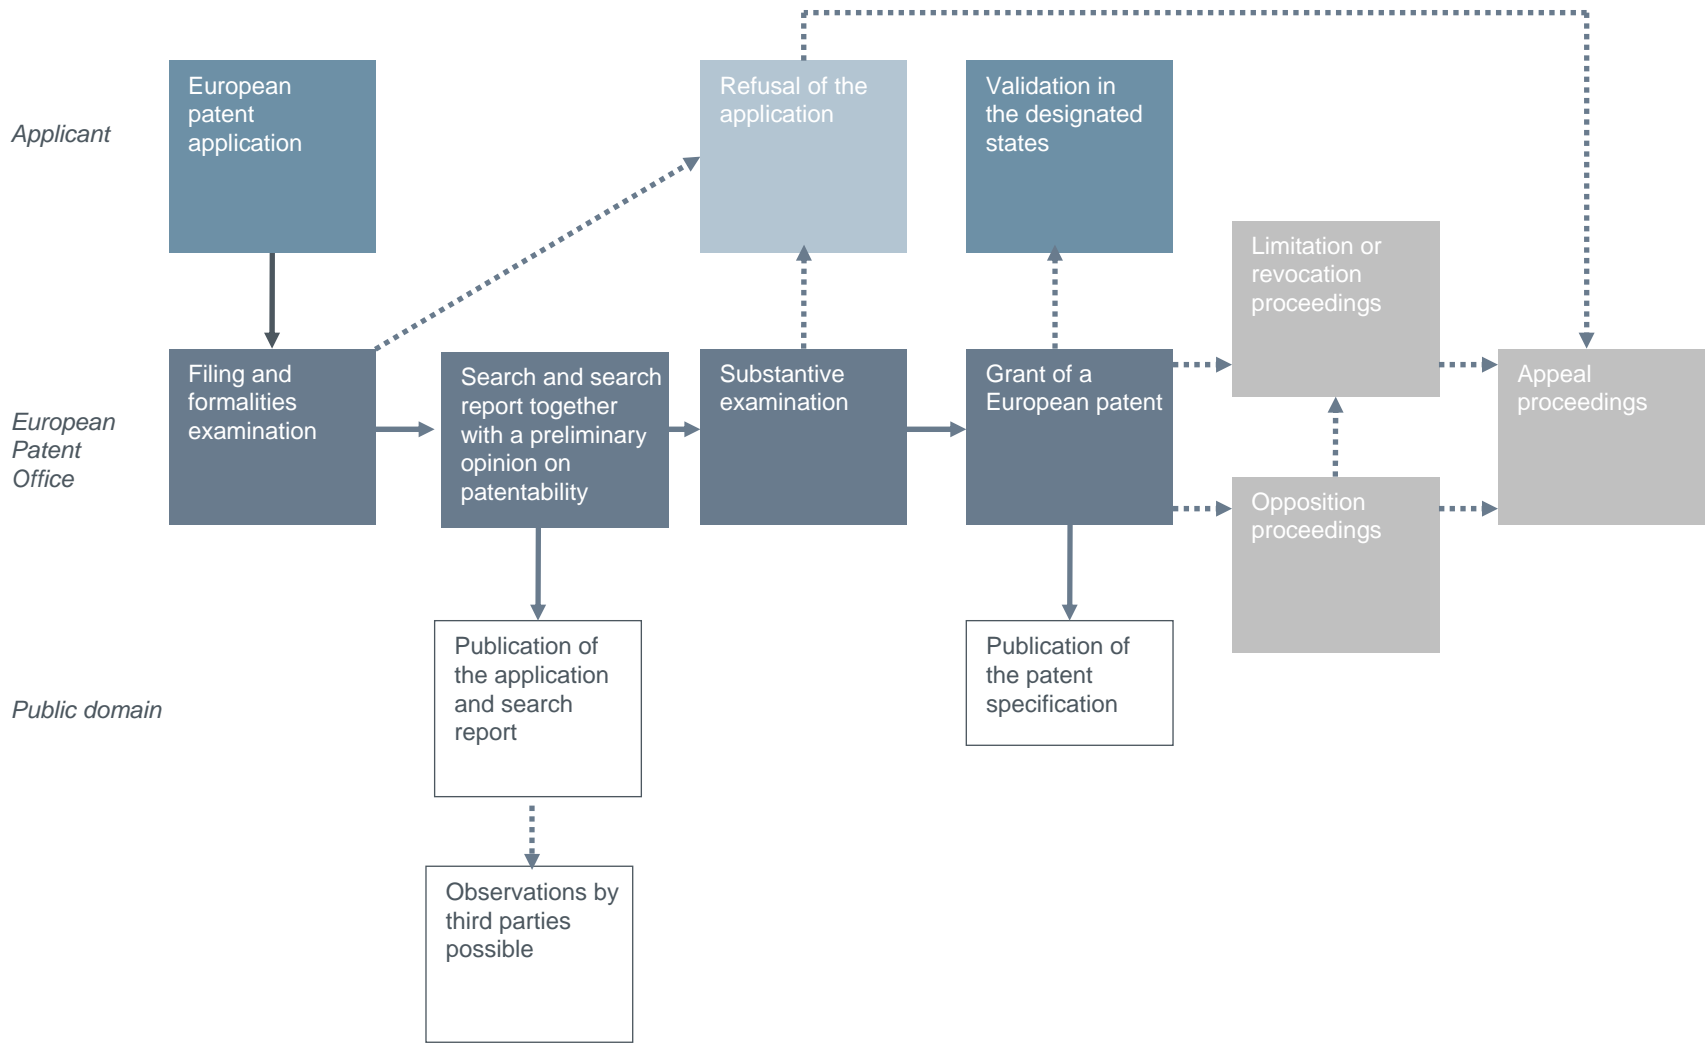 Applicant
European
patent
application
Refusal of the
application
Validation in
the designated
states
Limitation or
revocation
proceedings
European
Patent
Office
Filing and
formalities
examination
Search and search
report together
with a preliminary
opinion on
patentability
Substantive
examination
Grant of a
European patent
Appeal
proceedings
Opposition
proceedings
Public domain
Publication of
the application
and search
report
Publication of
the patent
specification
Observations by
third parties
possible